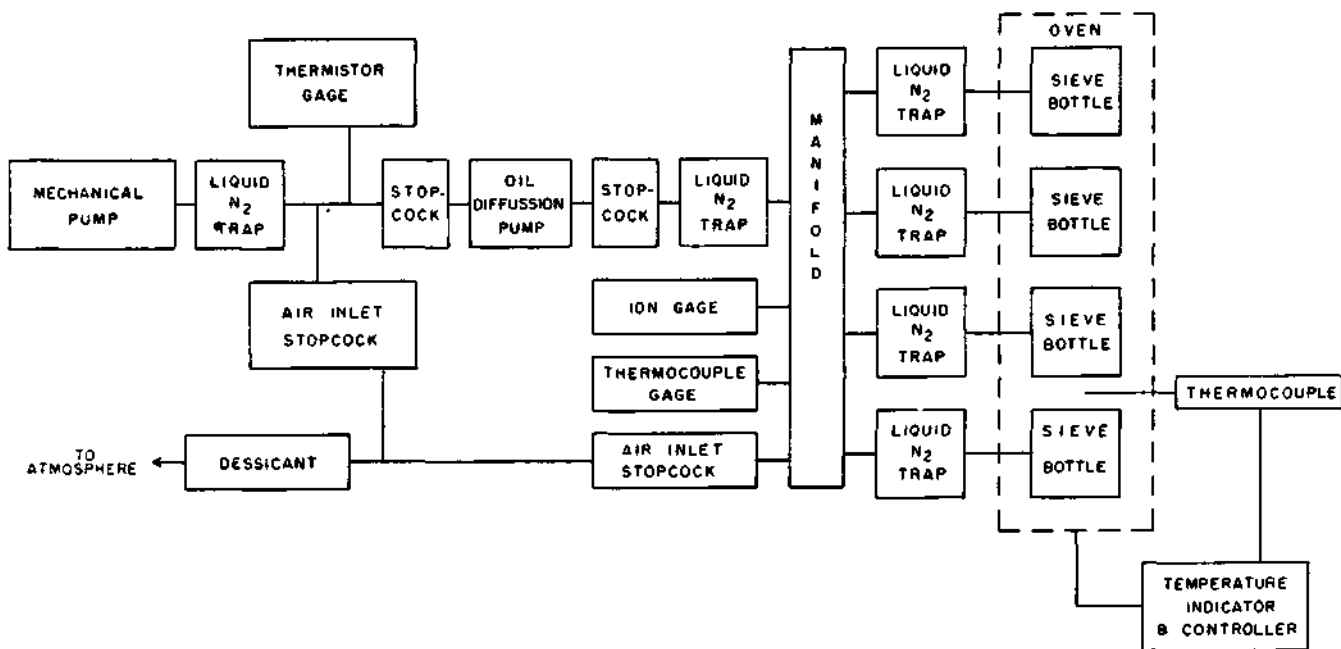 OVEN
THERMISTOR
GAGE
LIQUID
N2
TRAP
SIEVE
BOTTLE
MECHANICAL
PUMP
LIQUID
N2
TRAP
STOP-
COCK
OIL
DIFFUSSION
PUMP
STOP-
COCK
LIQUID
N2
TRAP
MANIFOLD
LIQUID
N2
TRAP
SIEVE
BOTTLE
AIR INLET
STOPCOCK
ION GAGE
LIQUID
N2
TRAP
SIEVE
BOTTLE
THERMOCOUPLE
GAGE
THERMOCOUPLE
TO
ATMOSPHERE
DESSICANT
AIR INLET
STOPCOCK
LIQUID
N2
TRAP
SIEVE
BOTTLE
TEMPERATURE
INDICATOR
8 CONTROLLER